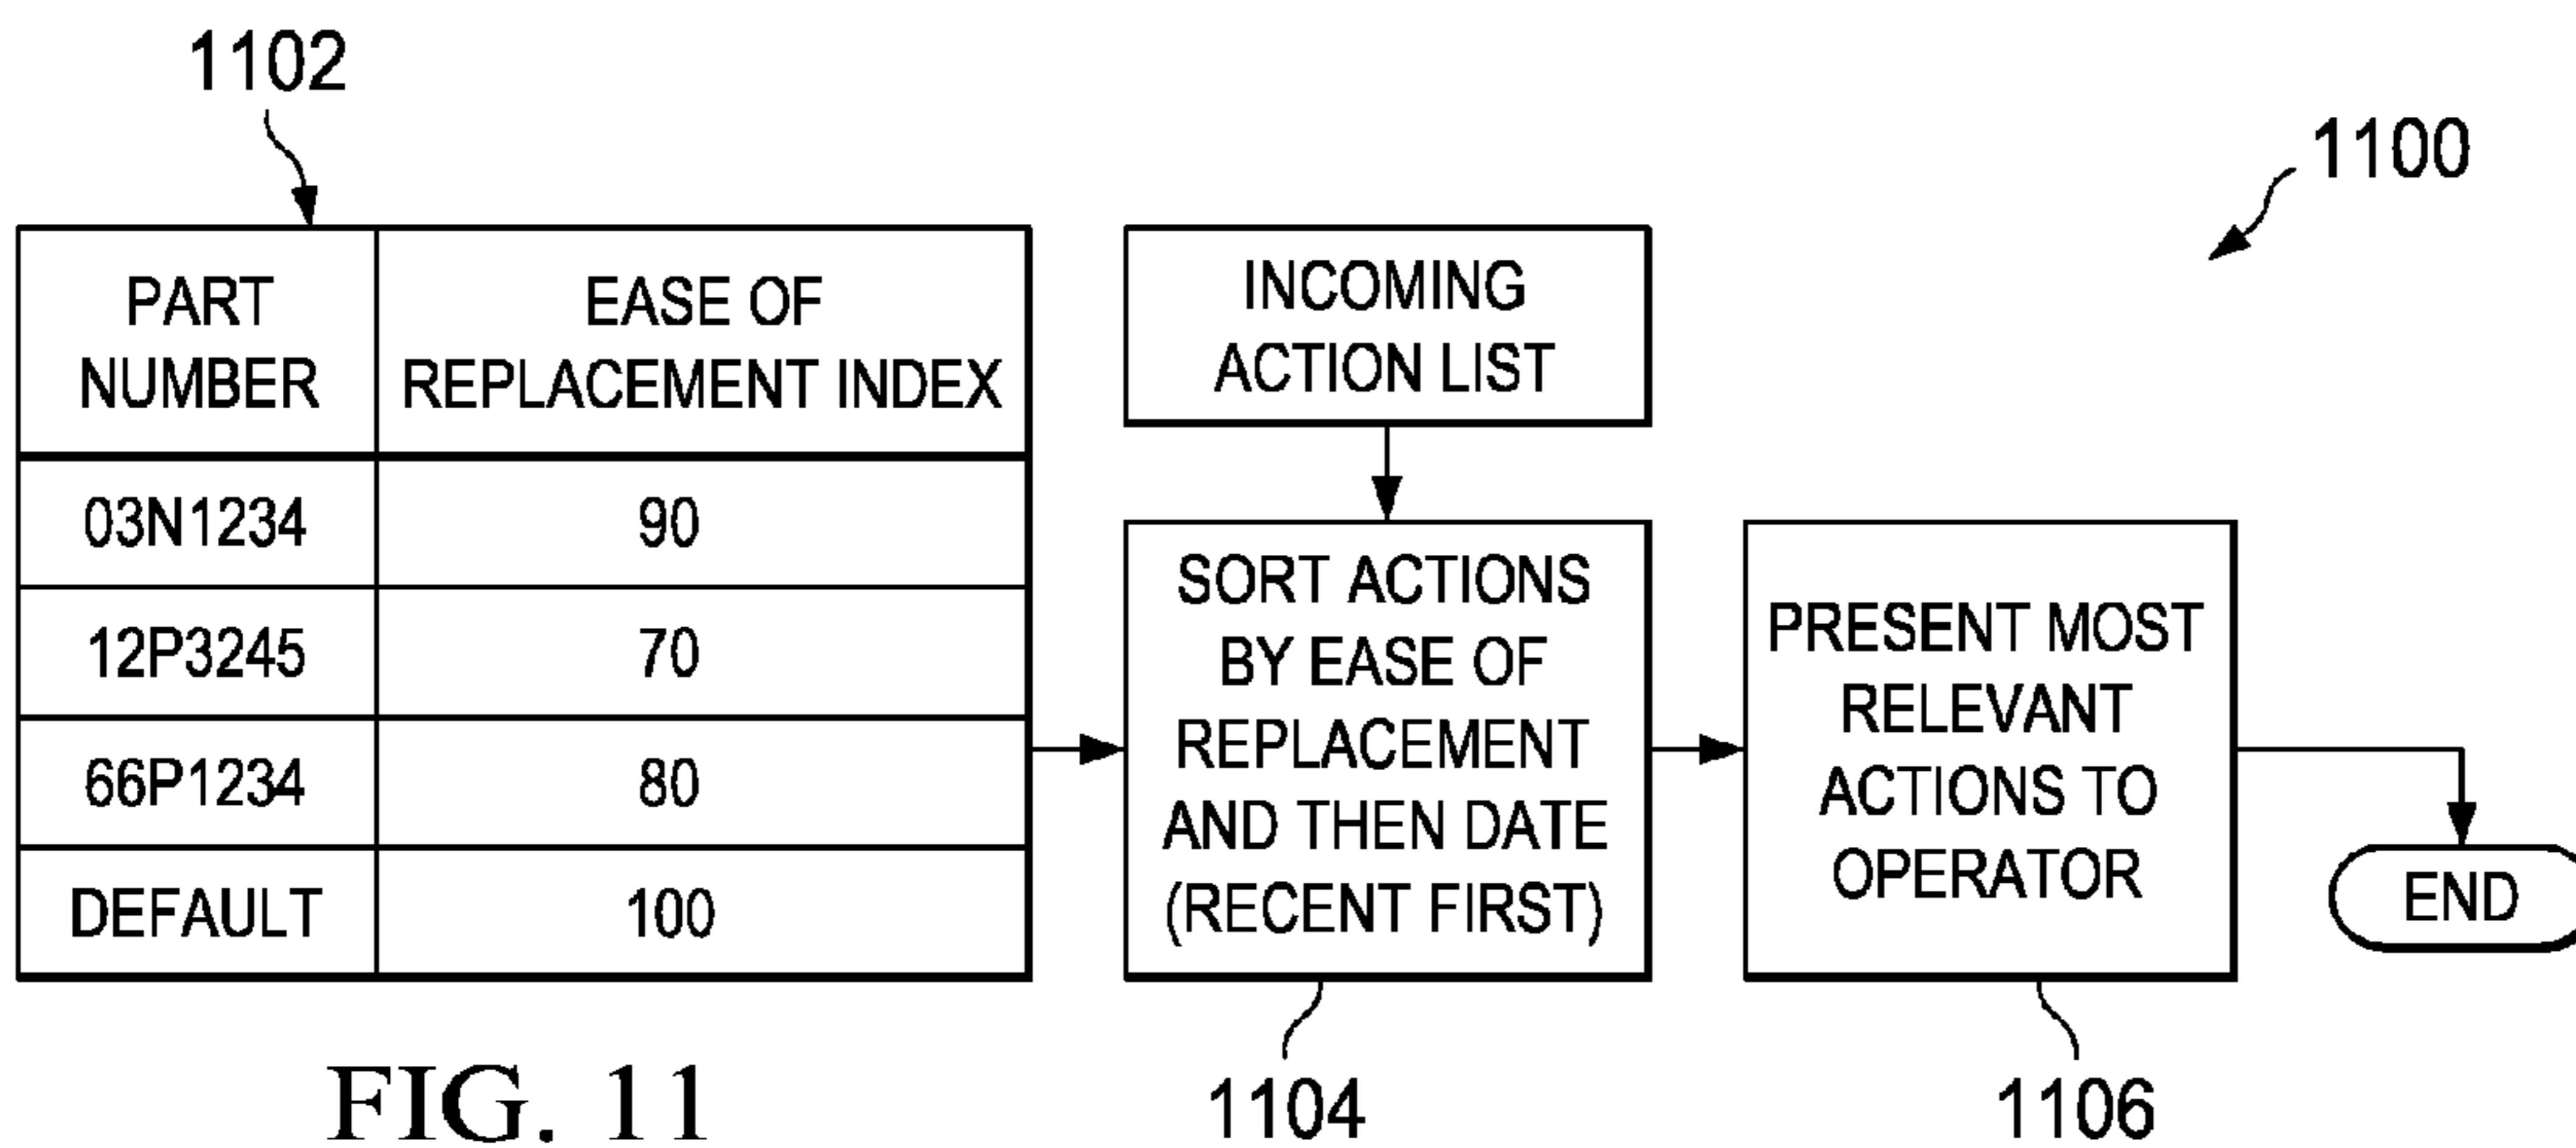 1102
1100
PART
NUMBER
EASE OF
REPLACEMENT INDEX
03N1234
90
12P3245
70
66P1234
80
DEFAULT
100
INCOMING
ACTION LIST
SORT ACTIONS
BY EASE OF
REPLACEMENT
AND THEN DATE
(RECENT FIRST)
PRESENT MOST
RELEVANT
ACTIONS TO
OPERATOR
END
1104
1106
FIG. 11